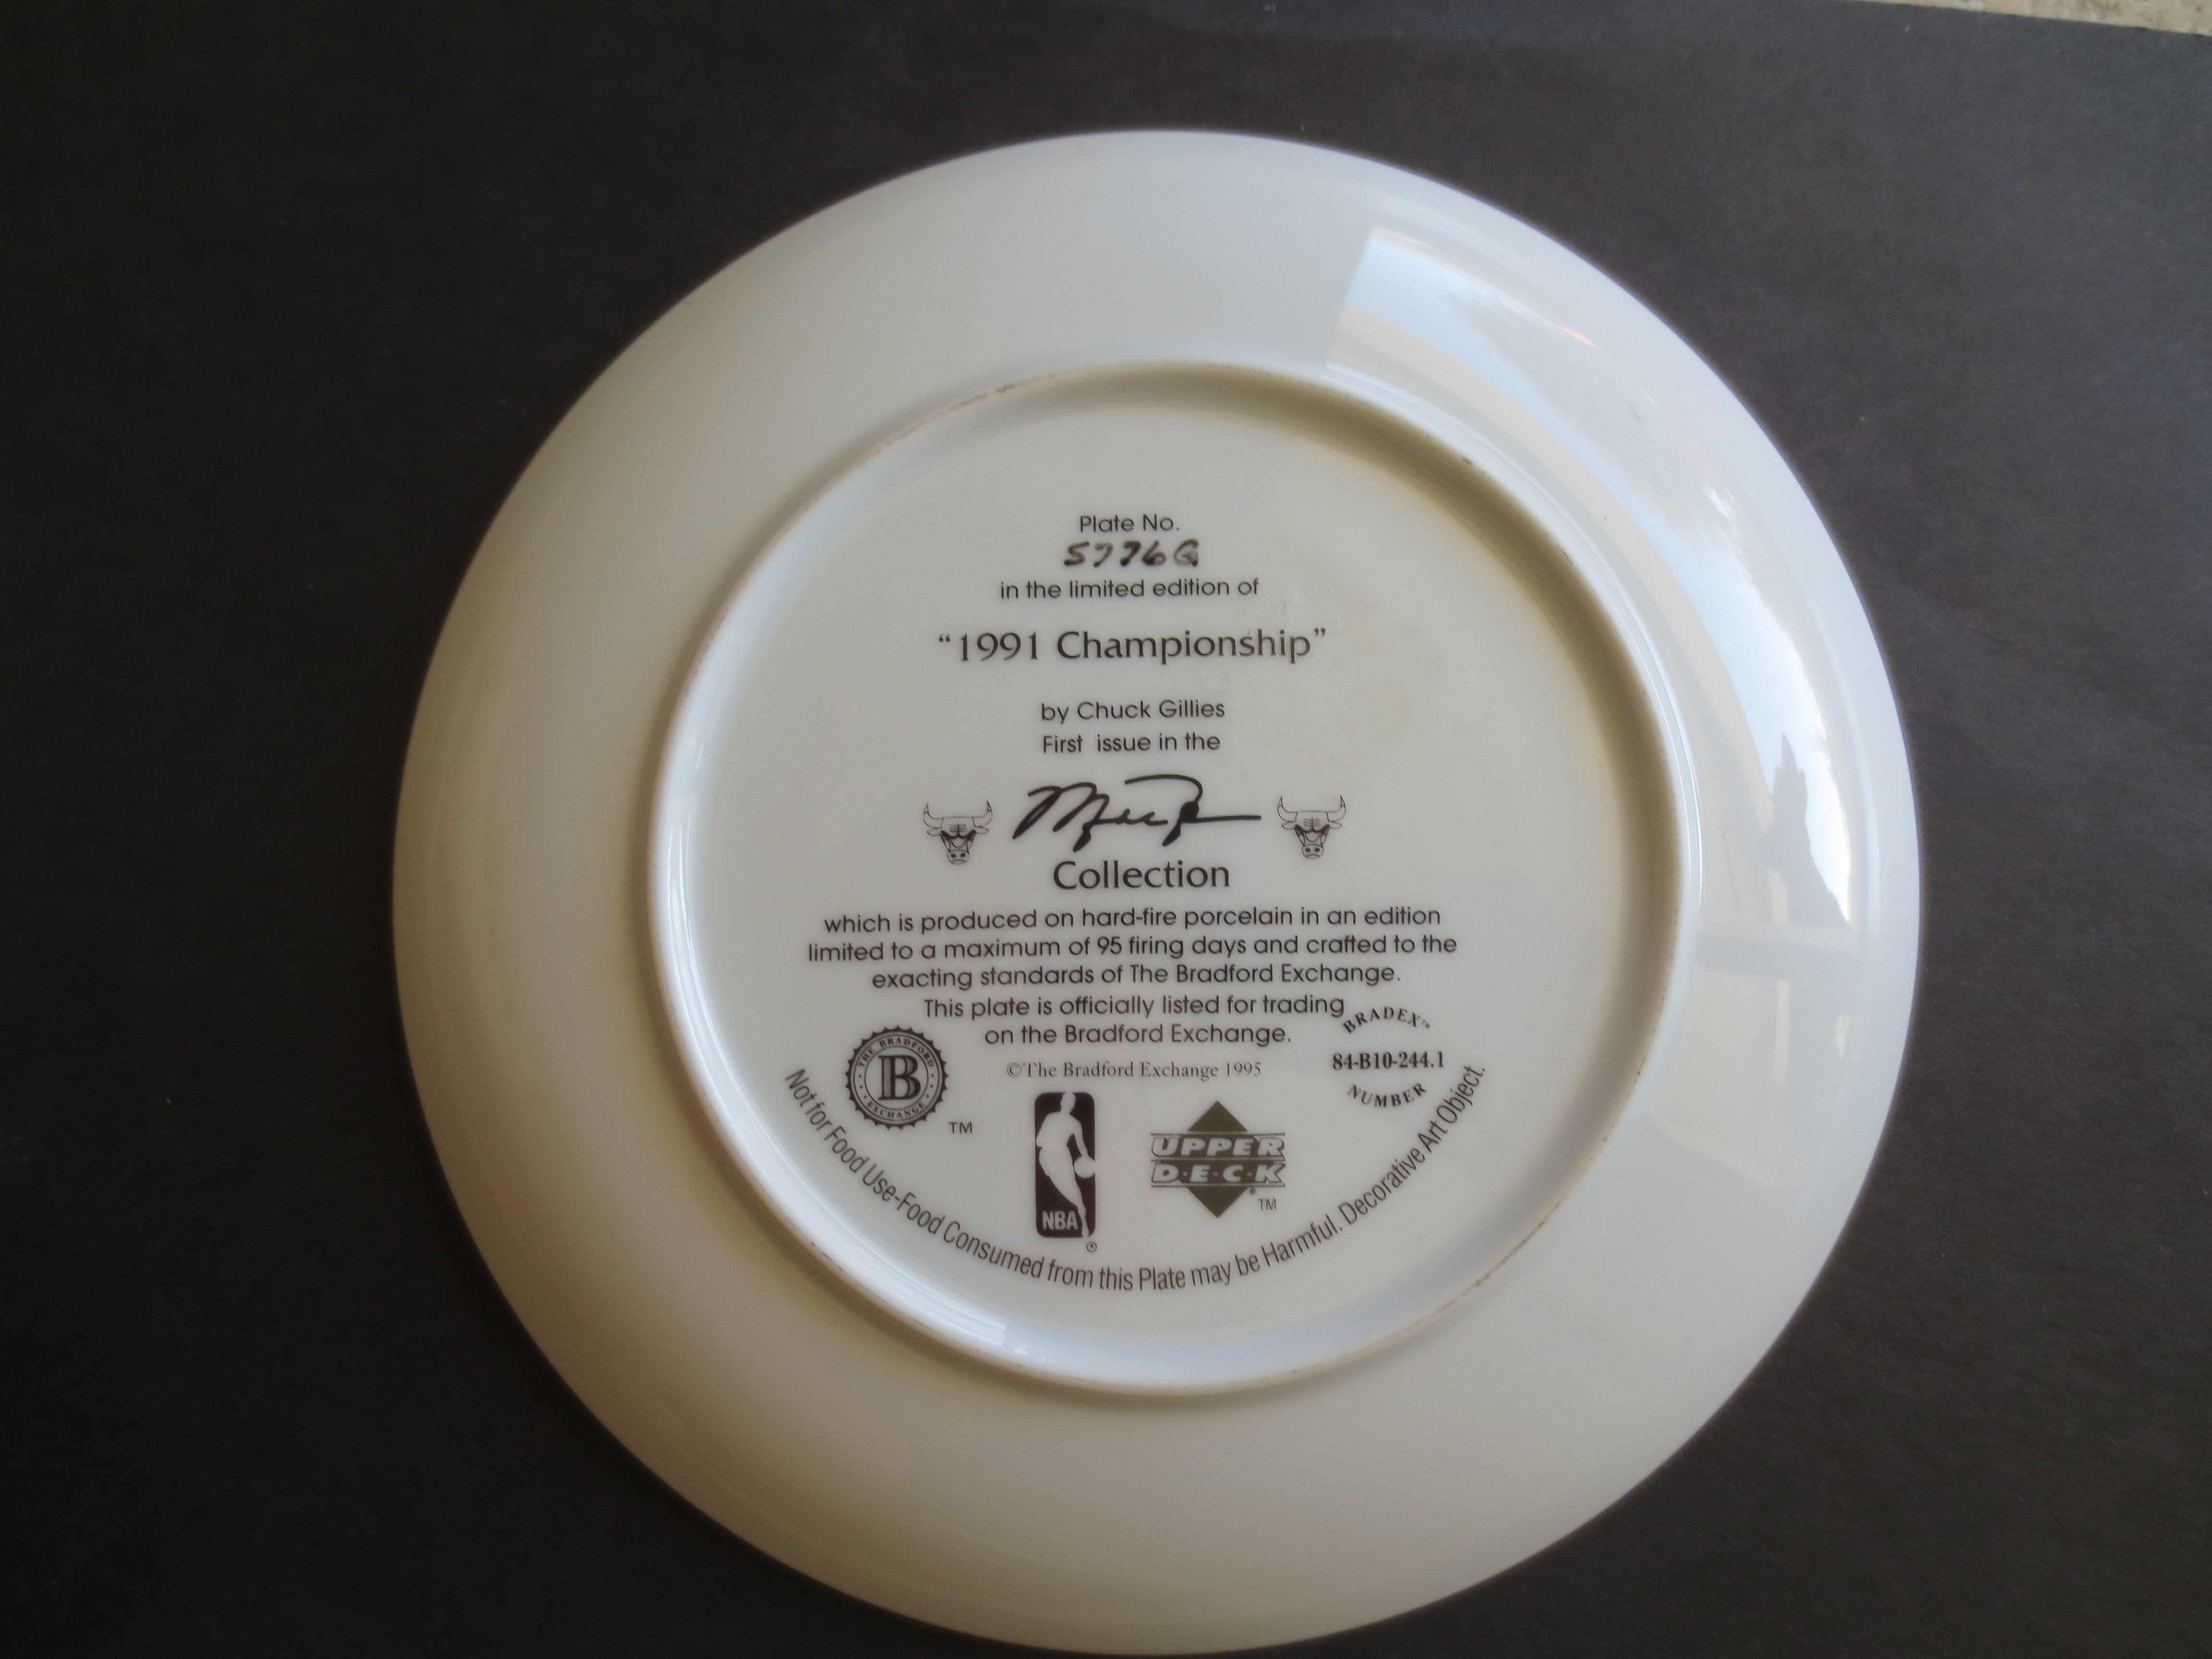 Plate No.
5776G
in the limited edition of
“1991 Championship”
by Chuck Gillies
First issue in the
Collection
which is produced on hard-fire porcelain in an edition
limited to a maximum of 95 firing days and crafted to the
exacting standards of The Bradford Exchange.
This plate is officially listed for trading
on the Bradford Exchange.
©The Bradford Exchange 1995
THE BRADFORD
B
EXCHANGE
TM
BRADEX™
84-B10-244.1
NUMBER
NBA
®
UPPER
D·E·C·K
TM
Not for Food Use-Food Consumed from this Plate may be Harmful. Decorative Art Object.